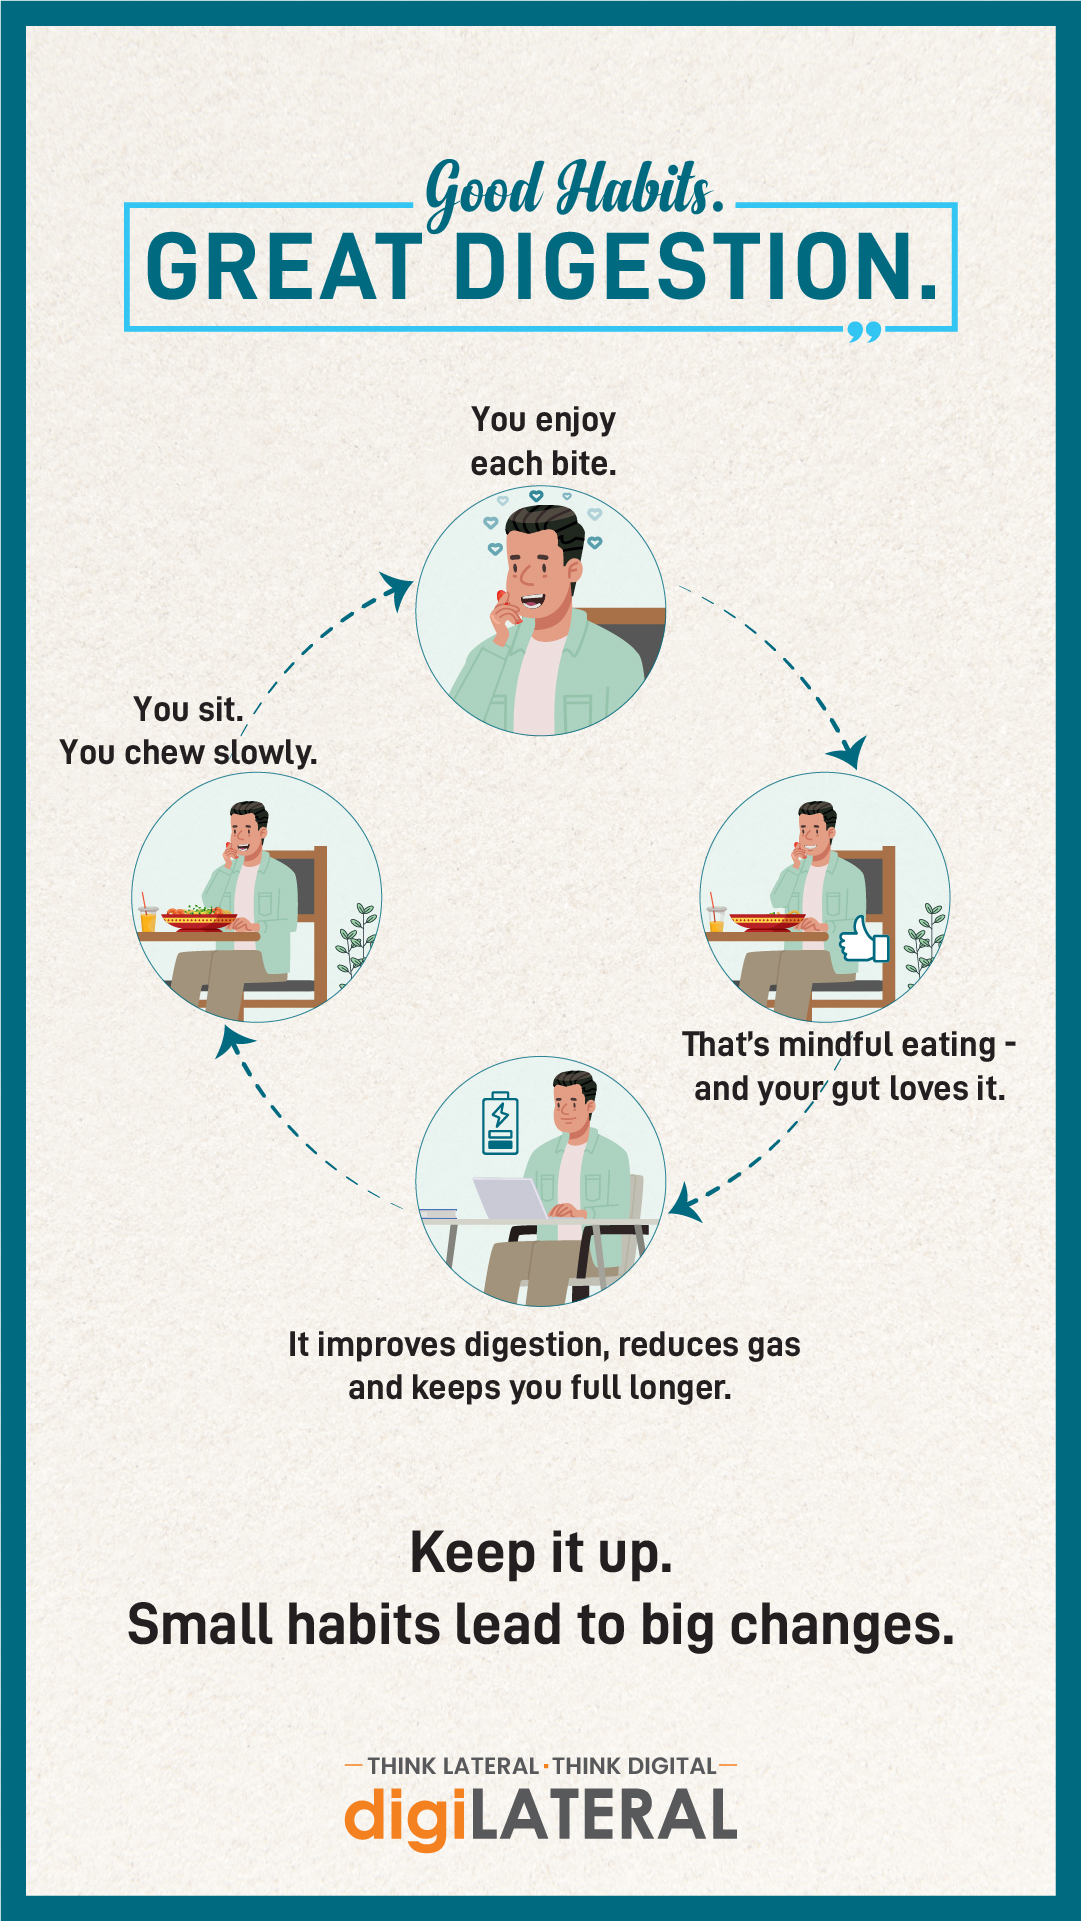 Good Habits.
GREAT DIGESTION.
You enjoy
each bite.
You sit.
You chew slowly.
That's mindful eating -
and your gut loves it.
It improves digestion, reduces gas
and keeps you full longer.
Keep it up.
Small habits lead to big changes.
THINK LATERAL · THINK DIGITAL
digiLATERAL